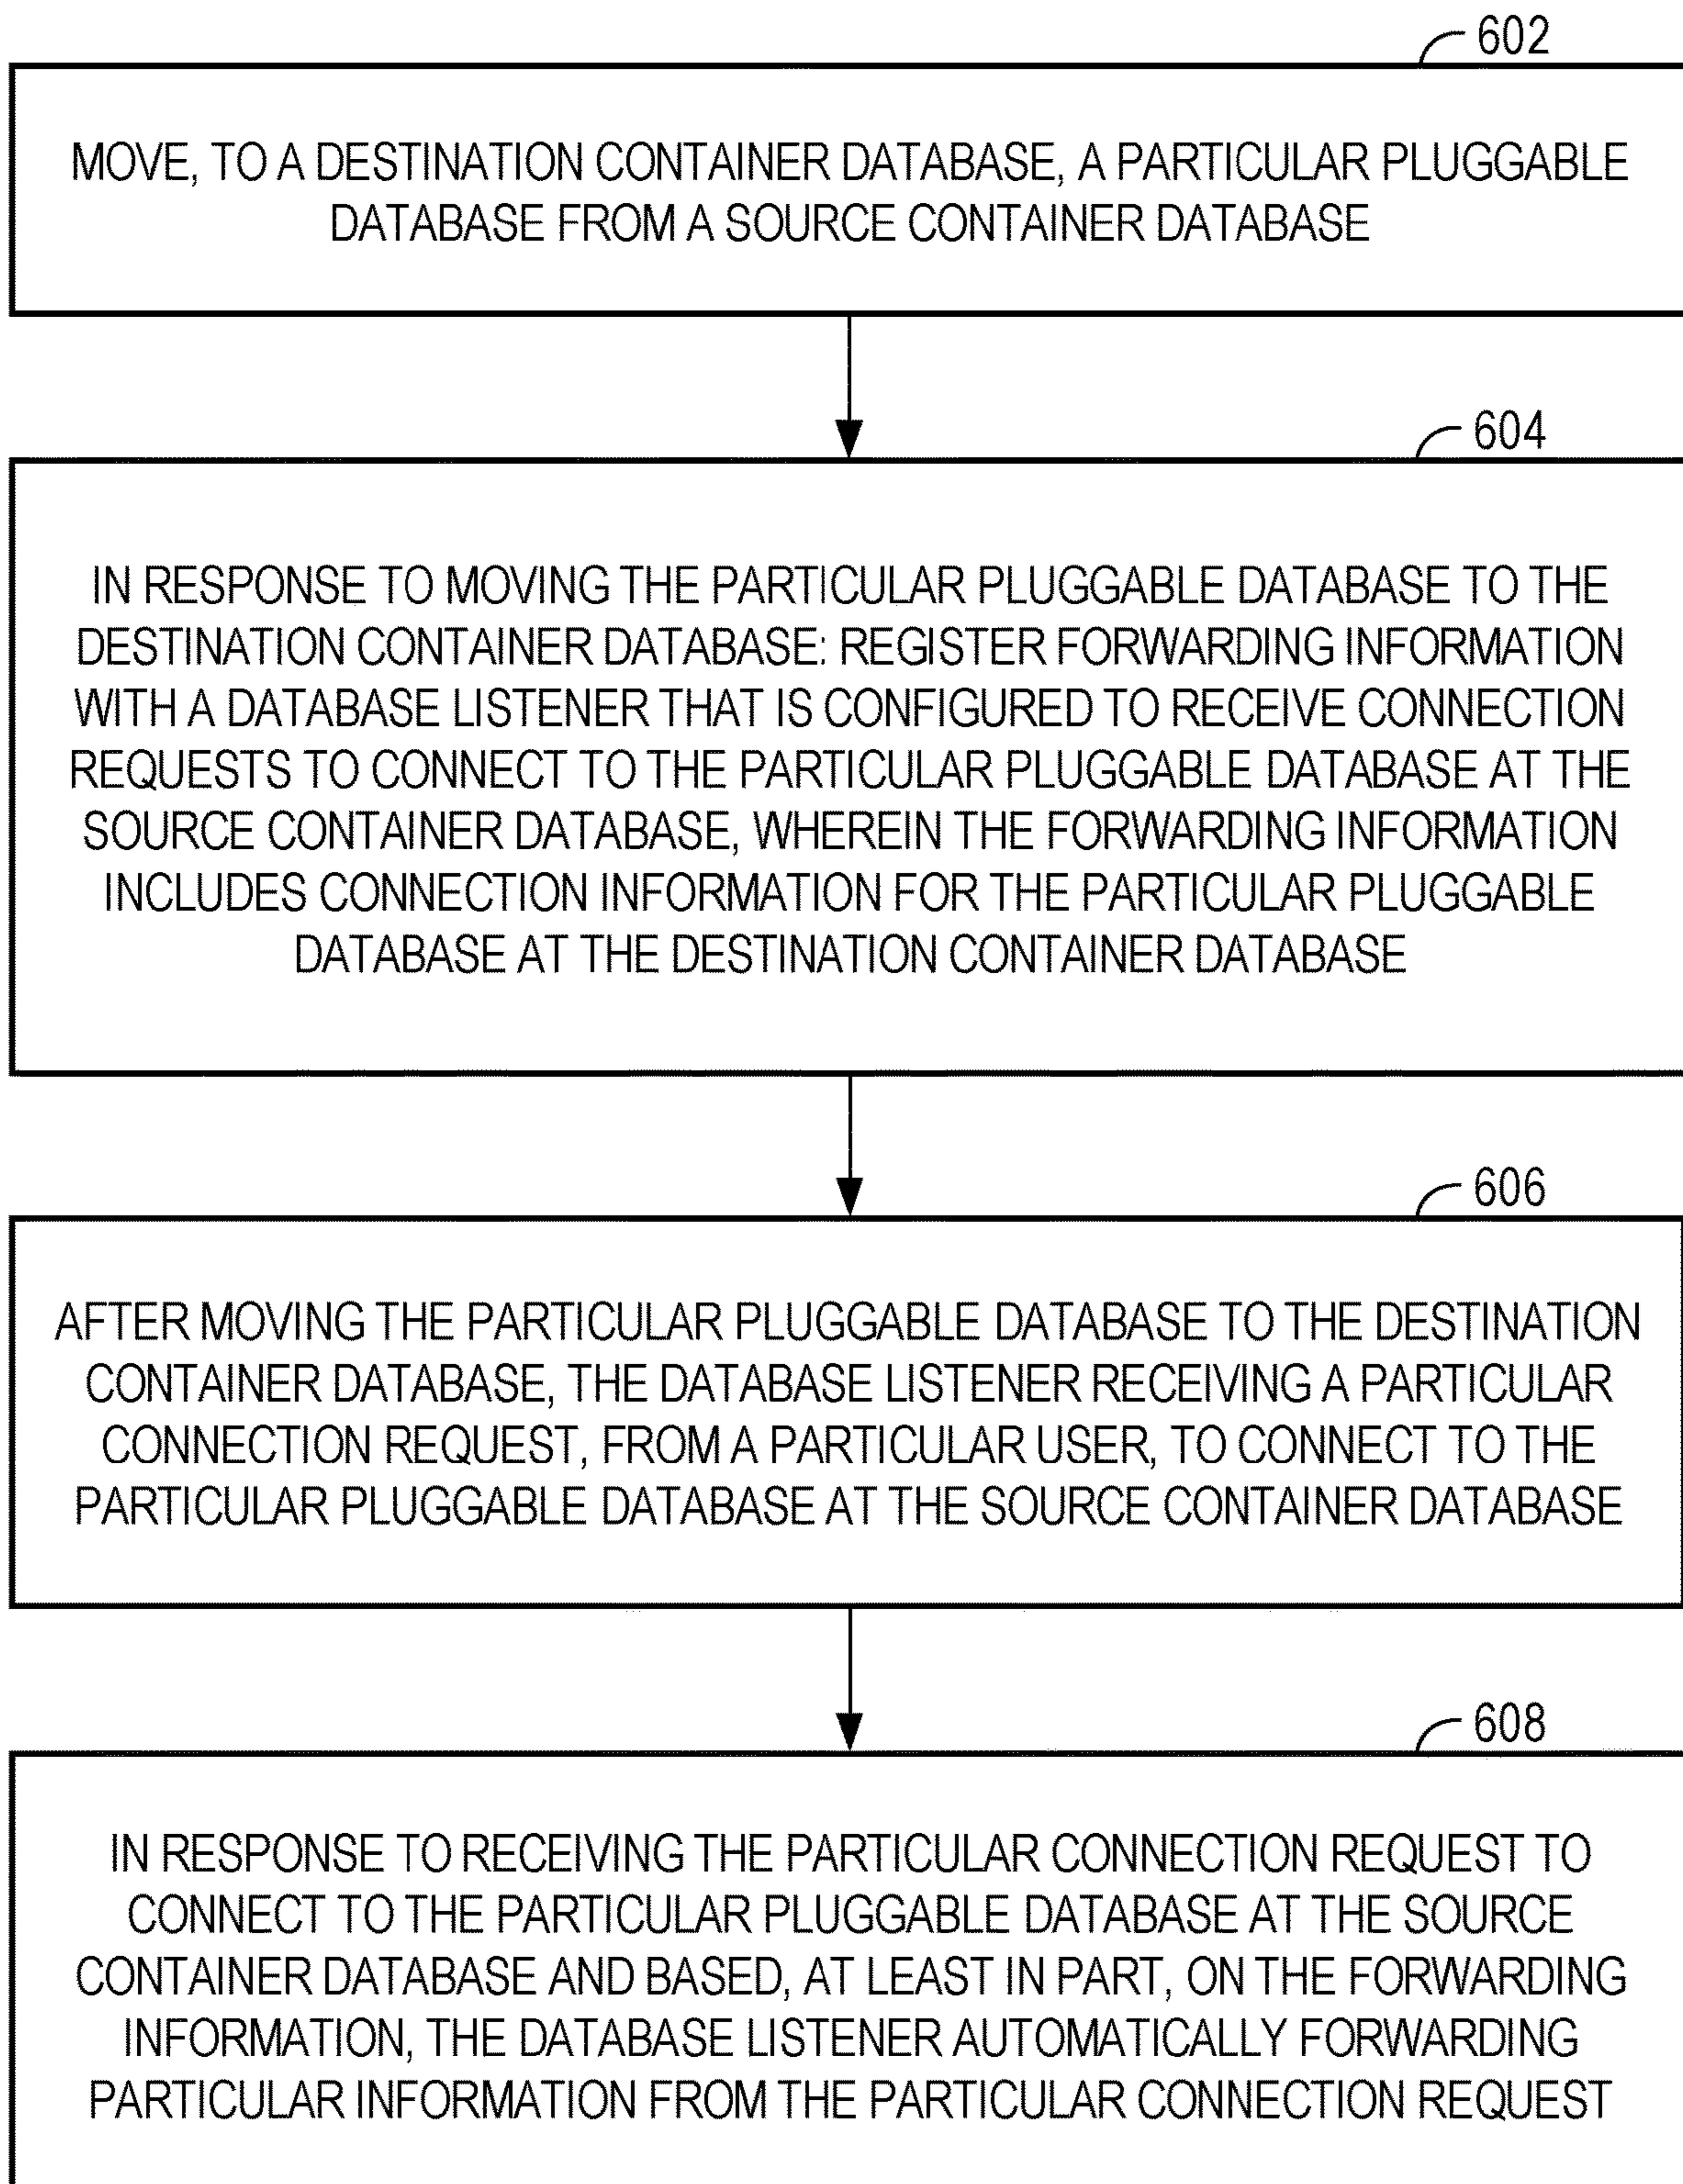 602
MOVE, TO A DESTINATION CONTAINER DATABASE, A PARTICULAR PLUGGABLE
DATABASE FROM A SOURCE CONTAINER DATABASE
604
IN RESPONSE TO MOVING THE PARTICULAR PLUGGABLE DATABASE TO THE
DESTINATION CONTAINER DATABASE: REGISTER FORWARDING INFORMATION
WITH A DATABASE LISTENER THAT IS CONFIGURED TO RECEIVE CONNECTION
REQUESTS TO CONNECT TO THE PARTICULAR PLUGGABLE DATABASE AT THE
SOURCE CONTAINER DATABASE, WHEREIN THE FORWARDING INFORMATION
INCLUDES CONNECTION INFORMATION FOR THE PARTICULAR PLUGGABLE
DATABASE AT THE DESTINATION CONTAINER DATABASE
606
AFTER MOVING THE PARTICULAR PLUGGABLE DATABASE TO THE DESTINATION
CONTAINER DATABASE, THE DATABASE LISTENER RECEIVING A PARTICULAR
CONNECTION REQUEST, FROM A PARTICULAR USER, TO CONNECT TO THE
PARTICULAR PLUGGABLE DATABASE AT THE SOURCE CONTAINER DATABASE
608
IN RESPONSE TO RECEIVING THE PARTICULAR CONNECTION REQUEST TO
CONNECT TO THE PARTICULAR PLUGGABLE DATABASE AT THE SOURCE
CONTAINER DATABASE AND BASED, AT LEAST IN PART, ON THE FORWARDING
INFORMATION, THE DATABASE LISTENER AUTOMATICALLY FORWARDING
PARTICULAR INFORMATION FROM THE PARTICULAR CONNECTION REQUEST